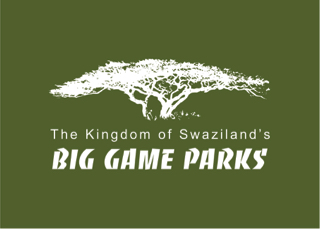 The Kingdom of Swaziland's
BIG GAME PARKS